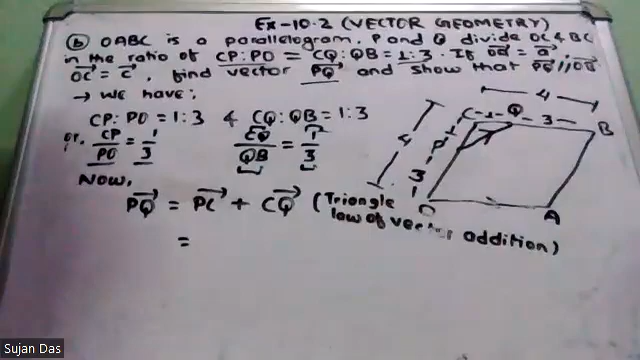 Ex-10.2 (VECTOR GEOMETRY)
(b) OABC is a parallelogram. P and Q divide OC & BC
in the ratio of CP:PO = CQ:QB = 1:3. If OB = a,
OC = c, find vector PQ and show that PQ // OB
→ We have:
CP:PO = 1:3 & CQ:QB = 1:3
or, CP/PO = 1/3 CQ/QB = 1/3
Now,
PQ = PC + CQ (Triangle
law of vector addition)
=
4
C -1- Q - 3 - B
4
1
P
3
O
A
Sujan Das